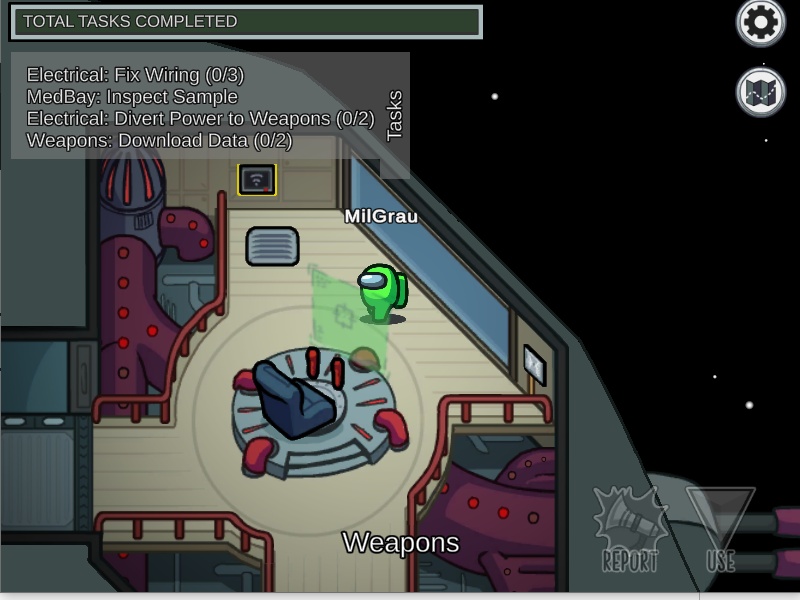 TOTAL TASKS COMPLETED
Electrical: Fix Wiring (0/3)
MedBay: Inspect Sample
Electrical: Divert Power to Weapons (0/2)
Weapons: Download Data (0/2)
Tasks
MilGrau
Weapons
REPORT
USE